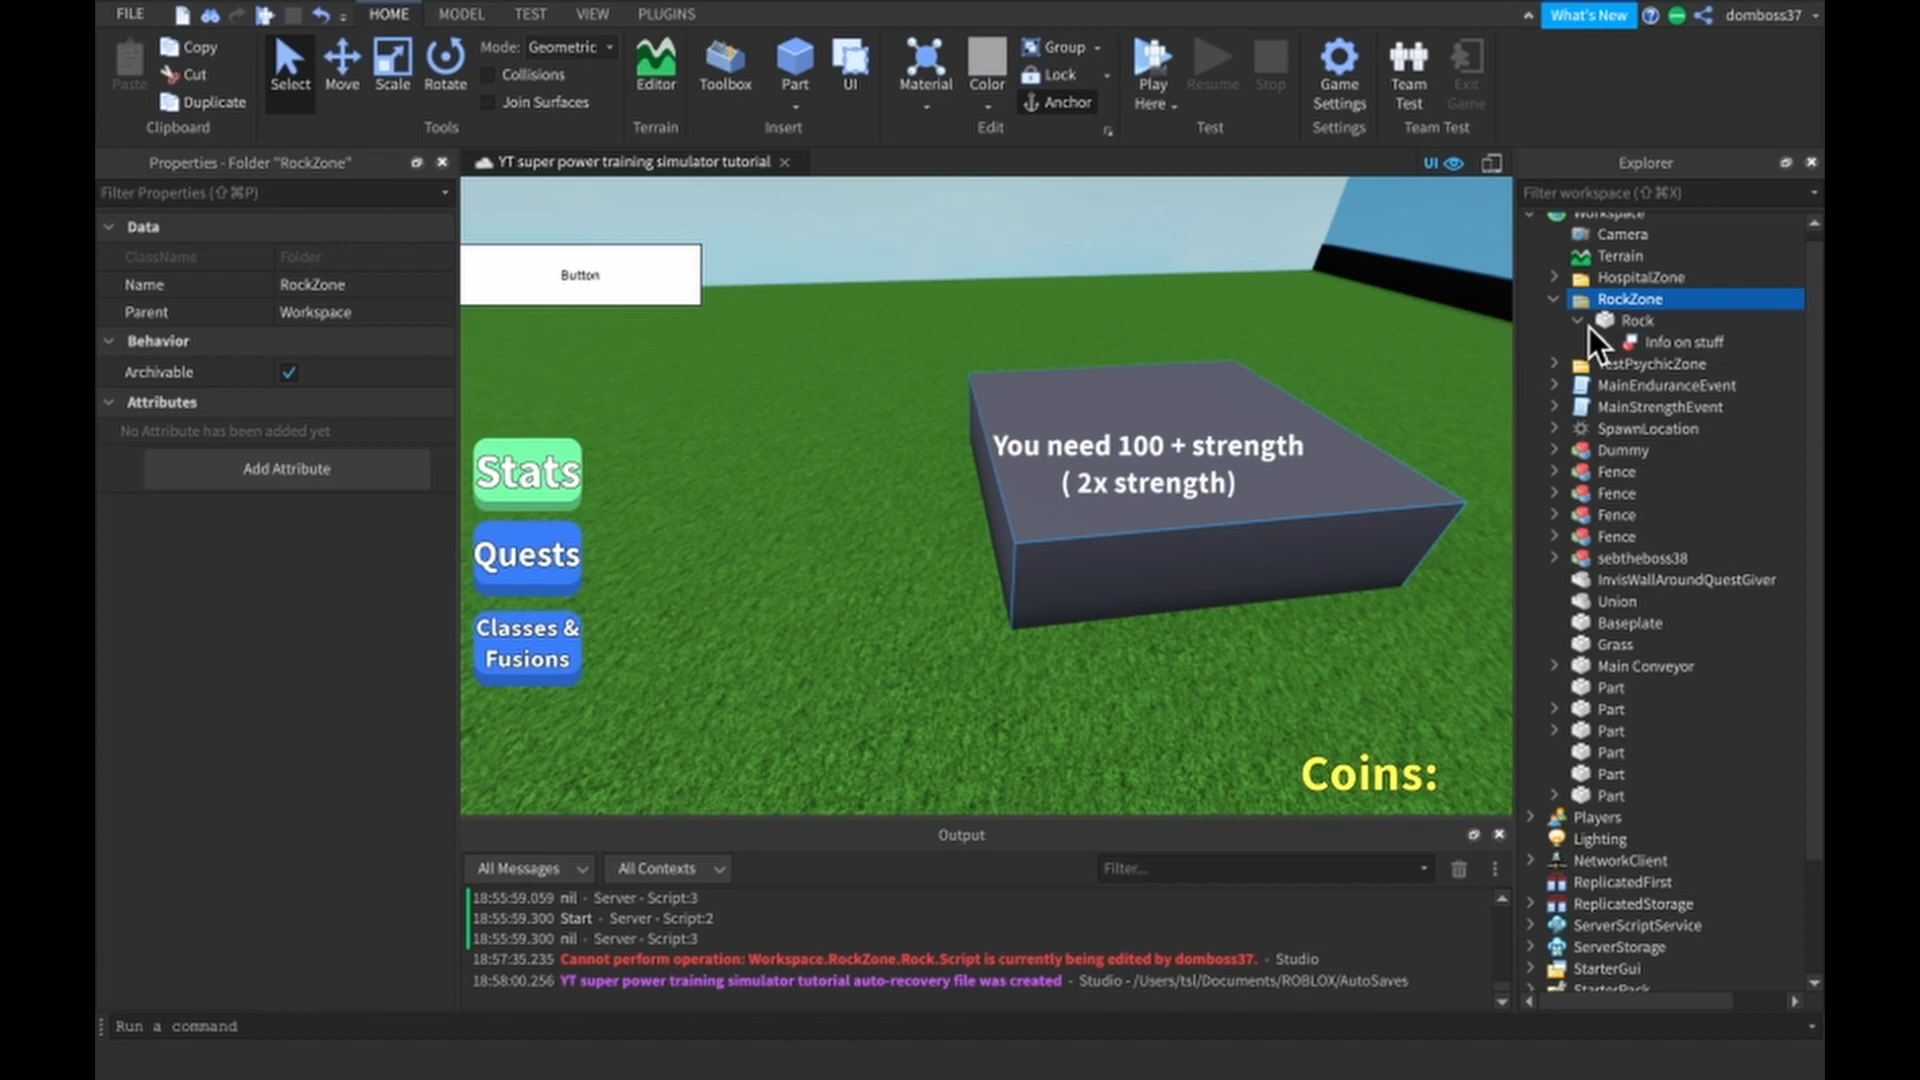 FILE
HOME
MODEL
TEST
VIEW
PLUGINS
What's New
domboss37
Paste
Copy
Cut
Duplicate
Clipboard
Select
Move
Scale
Rotate
Mode: Geometric
Collisions
Join Surfaces
Tools
Editor
Terrain
Toolbox
Part
UI
Insert
Material
Color
Group
Lock
Anchor
Edit
Play
Here
Resume
Stop
Test
Game
Settings
Settings
Team
Test
Exit
Game
Team Test
Properties - Folder "RockZone"
Filter Properties (⇧⌘P)
Data
ClassName Folder
Name RockZone
Parent Workspace
Behavior
Archivable
Attributes
No Attribute has been added yet
Add Attribute
YT super power training simulator tutorial
UI
Button
You need 100 + strength
( 2x strength)
Stats
Quests
Classes &
Fusions
Coins:
Output
All Messages
All Contexts
Filter...
18:55:59.059 nil - Server - Script:3
18:55:59.300 Start - Server - Script:2
18:55:59.300 nil - Server - Script:3
18:57:35.235 Cannot perform operation: Workspace.RockZone.Rock.Script is currently being edited by domboss37. - Studio
18:58:00.256 YT super power training simulator tutorial auto-recovery file was created - Studio - /Users/tsl/Documents/ROBLOX/AutoSaves
Run a command
Explorer
Filter workspace (⇧⌘X)
Workspace
Camera
Terrain
HospitalZone
RockZone
Rock
Info on stuff
estPsychicZone
MainEnduranceEvent
MainStrengthEvent
SpawnLocation
Dummy
Fence
Fence
Fence
Fence
sebtheboss38
InvisWallAroundQuestGiver
Union
Baseplate
Grass
Main Conveyor
Part
Part
Part
Part
Part
Part
Players
Lighting
NetworkClient
ReplicatedFirst
ReplicatedStorage
ServerScriptService
ServerStorage
StarterGui
StarterPack